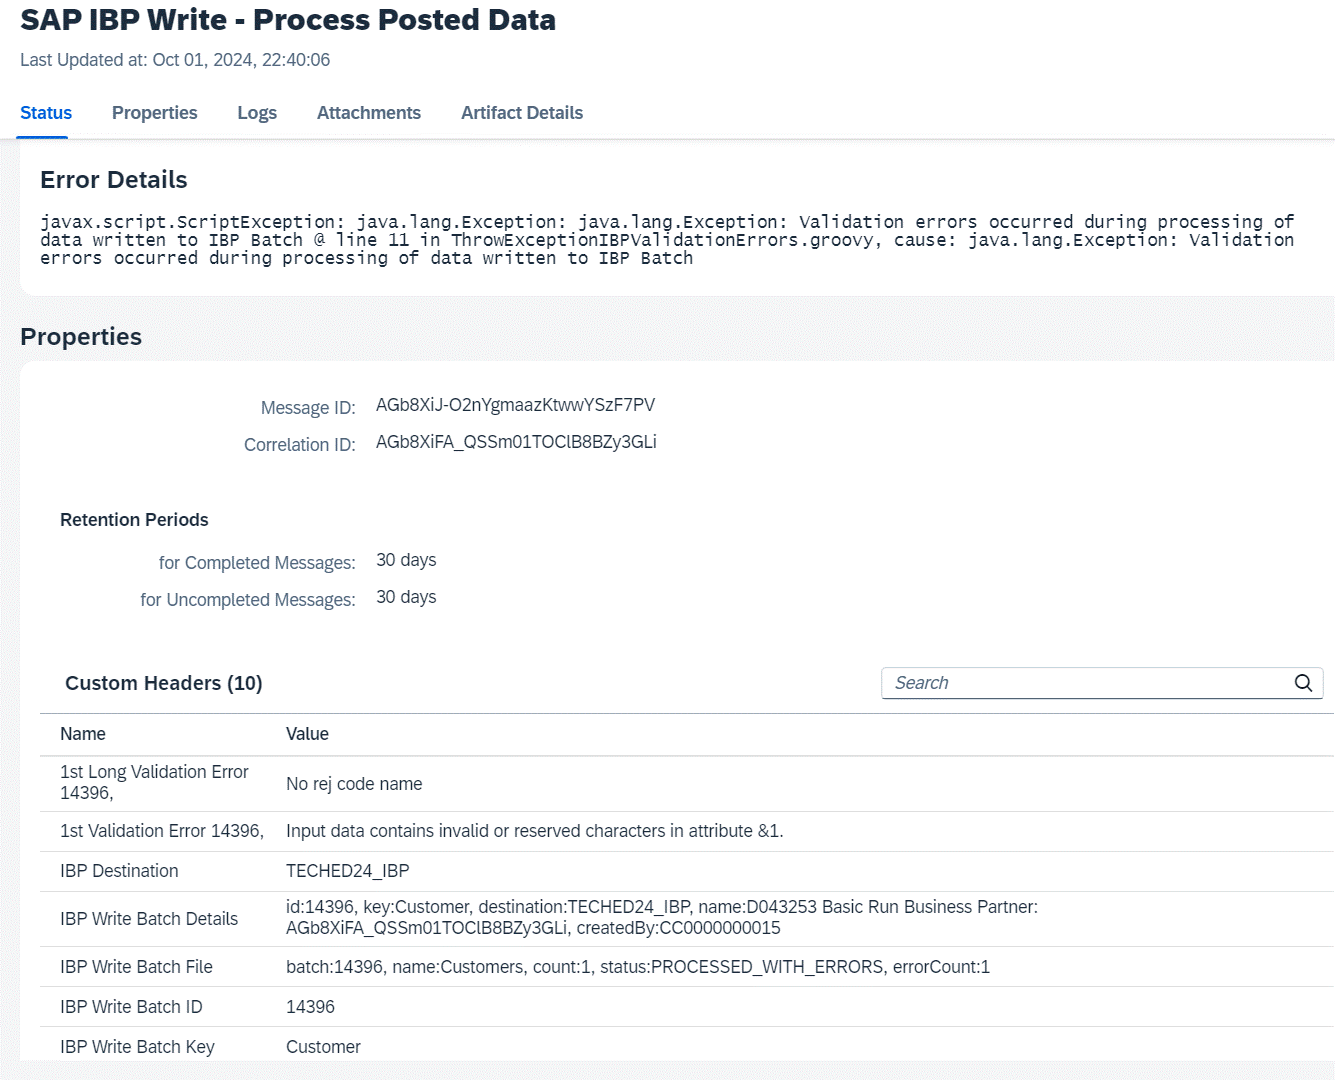 SAP IBP Write - Process Posted Data
Last Updated at: Oct 01, 2024, 22:40:06
Status Properties Logs Attachments Artifact Details
Error Details
javax.script.ScriptException: java.lang.Exception: java.lang.Exception: Validation errors occurred during processing of
data written to IBP Batch @ line 11 in ThrowExceptionIBPValidationErrors.groovy, cause: java.lang.Exception: Validation
errors occurred during processing of data written to IBP Batch
Properties
Message ID: AGb8XiJ-O2nYgmaazKtwwYSzF7PV
Correlation ID: AGb8XiFA_QSSm01TOClB8BZy3GLi
Retention Periods
for Completed Messages: 30 days
for Uncompleted Messages: 30 days
Custom Headers (10) Search
Name Value
1st Long Validation Error
14396,
No rej code name
1st Validation Error 14396, Input data contains invalid or reserved characters in attribute &1.
IBP Destination TECHED24_IBP
IBP Write Batch Details
id:14396, key:Customer, destination:TECHED24_IBP, name:D043253 Basic Run Business Partner:
AGb8XiFA_QSSm01TOClB8BZy3GLi, createdBy:CC0000000015
IBP Write Batch File batch:14396, name:Customers, count:1, status:PROCESSED_WITH_ERRORS, errorCount:1
IBP Write Batch ID 14396
IBP Write Batch Key Customer